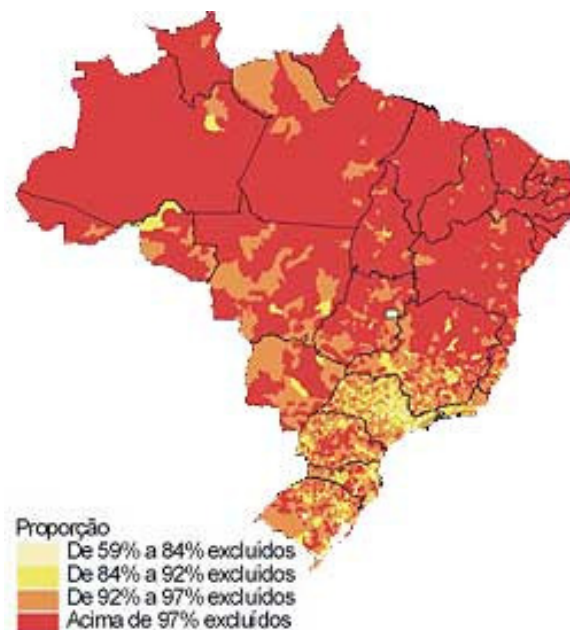 Proporção
De 59% a 84% excluídos
De 84% a 92% excluídos
De 92% a 97% excluídos
Acima de 97% excluídos